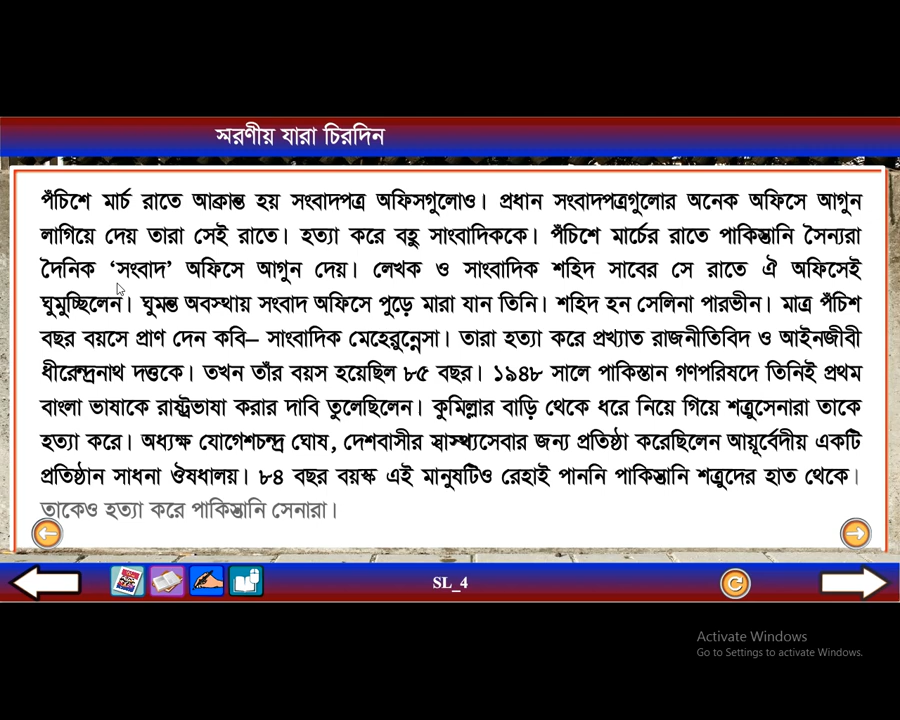 স্মরণীয় যারা চিরদিন
পঁচিশে মার্চ রাতে আক্রান্ত হয় সংবাদপত্র অফিসগুলোও। প্রধান সংবাদপত্রগুলোর অনেক অফিসে আগুন
লাগিয়ে দেয় তারা সেই রাতে। হত্যা করে বহু সাংবাদিককে। পঁচিশে মার্চের রাতে পাকিস্তানি সৈন্যরা
দৈনিক ‘সংবাদ’ অফিসে আগুন দেয়। লেখক ও সাংবাদিক শহিদ সাবের সে রাতে ঐ অফিসেই
ঘুমুচ্ছিলেন। ঘুমন্ত অবস্থায় সংবাদ অফিসে পুড়ে মারা যান তিনি। শহিদ হন সেলিনা পারভীন। মাত্র পঁচিশ
বছর বয়সে প্রাণ দেন কবি– সাংবাদিক মেহেরুন্নেসা। তারা হত্যা করে প্রখ্যাত রাজনীতিবিদ ও আইনজীবী
ধীরেন্দ্রনাথ দত্তকে। তখন তাঁর বয়স হয়েছিল ৮৫ বছর। ১৯৪৮ সালে পাকিস্তান গণপরিষদে তিনিই প্রথম
বাংলা ভাষাকে রাষ্ট্রভাষা করার দাবি তুলেছিলেন। কুমিল্লার বাড়ি থেকে ধরে নিয়ে গিয়ে শত্রুসেনারা তাকে
হত্যা করে। অধ্যক্ষ যোগেশচন্দ্র ঘোষ, দেশবাসীর স্বাস্থ্যসেবার জন্য প্রতিষ্ঠা করেছিলেন আয়ূর্বেদীয় একটি
প্রতিষ্ঠান সাধনা ঔষধালয়। ৮৪ বছর বয়স্ক এই মানুষটিও রেহাই পাননি পাকিস্তানি শত্রুদের হাত থেকে।
তাকেও হত্যা করে পাকিস্তানি সেনারা।
SL_4
Activate Windows
Go to Settings to activate Windows.